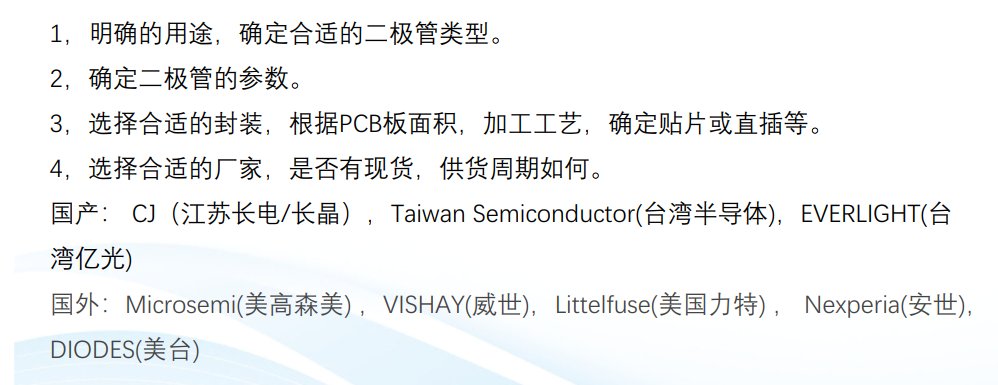 1，明确的用途，确定合适的二极管类型。
2，确定二极管的参数。
3，选择合适的封装，根据PCB板面积，加工工艺，确定贴片或直插等。
4，选择合适的厂家，是否有现货，供货周期如何。
国产： CJ（江苏长电/长晶）, Taiwan Semiconductor(台湾半导体), EVERLIGHT(台
湾亿光)
国外：Microsemi(美高森美) ，VISHAY(威世)，Littelfuse(美国力特) ， Nexperia(安世),
DIODES(美台)